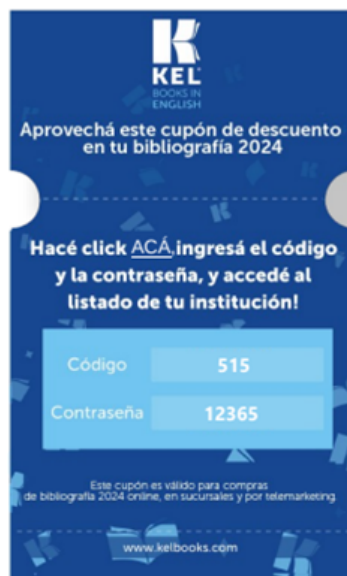 KEL
BOOKS IN
ENGLISH
Aprovechá este cupón de descuento
en tu bibliografía 2024
Hacé click ACÁ, ingresá el código
y la contraseña, y accedé al
listado de tu institución!
Código 515
Contraseña 12365
Este cupón es válido para compras
de bibliografía 2024 online, en sucursales y por telemarketing.
www.kelbooks.com